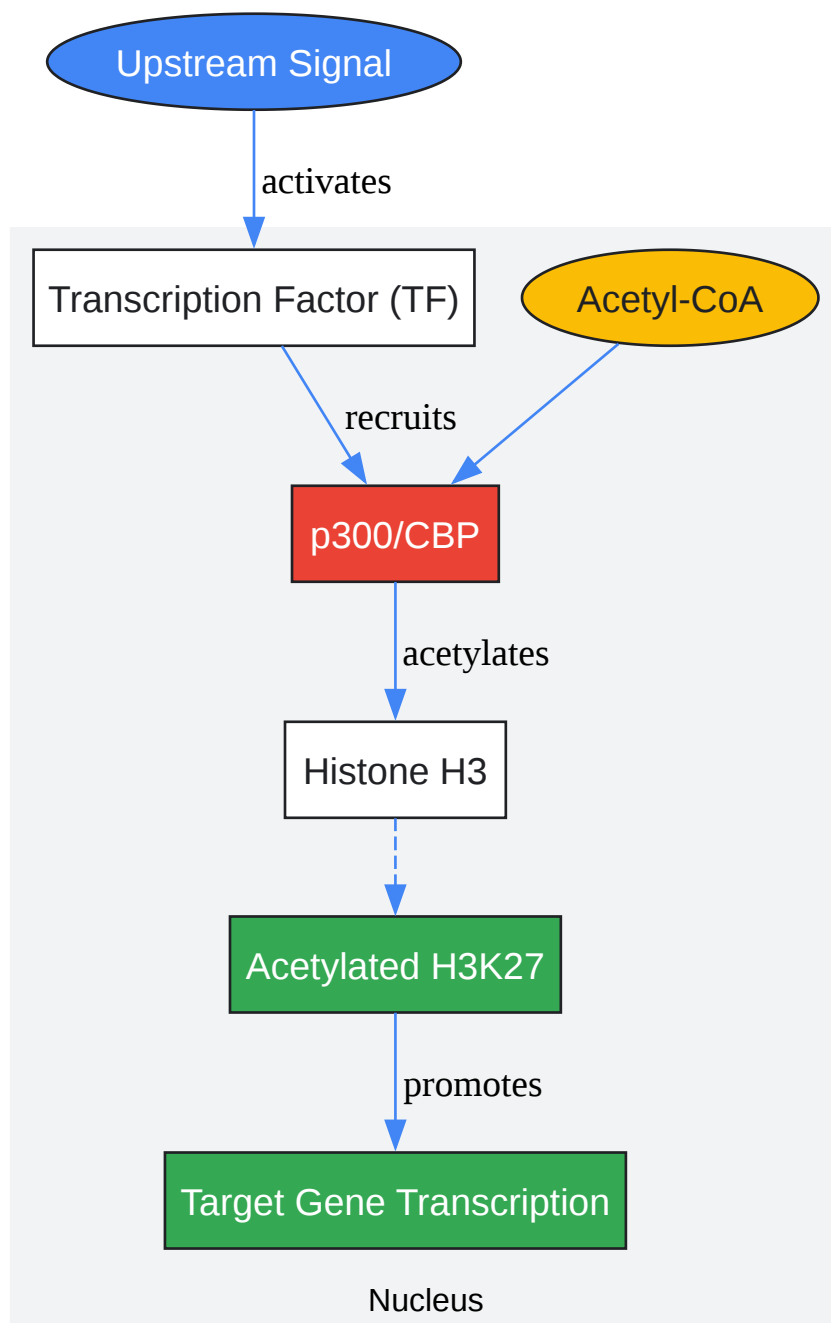 Upstream Signal
activates
Transcription Factor (TF)
Acetyl-CoA
recruits
p300/CBP
acetylates
Histone H3
Acetylated H3K27
promotes
Target Gene Transcription
Nucleus